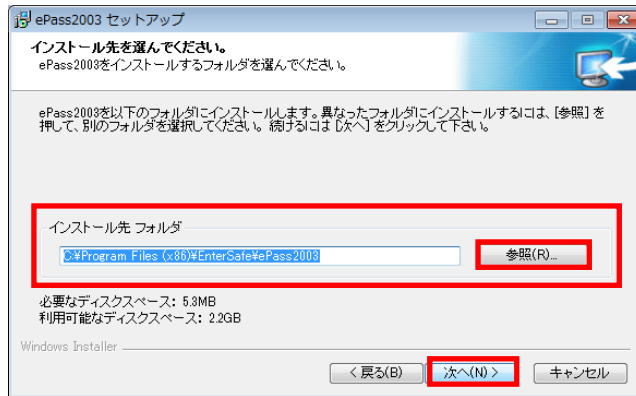 ePass2003 セットアップ
インストール先を選んでください。
ePass2003をインストールするフォルダを選んでください。
ePass2003を以下のフォルダにインストールします。異なったフォルダにインストールするには、[参照] を
押して、別のフォルダを選択してください。続けるには [次へ] をクリックして下さい。
インストール先 フォルダ
C:¥Program Files (x86)¥EnterSafe¥ePass2003
参照(R)...
必要なディスクスペース: 5.3MB
利用可能なディスクスペース: 2.2GB
Windows Installer
< 戻る(B)
次へ(N) >
キャンセル